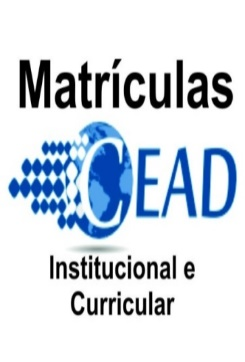 Matrículas
CEAD
Institucional e
Curricular